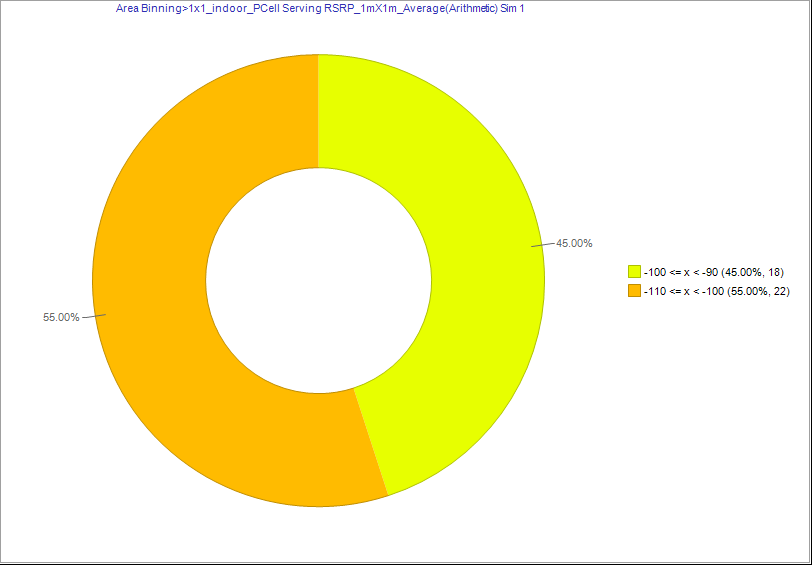 Area Binning>1x1_indoor_PCell Serving RSRP_1mX1m_Average(Arithmetic) Sim 1
45.00%
-100 <= x < -90 (45.00%, 18)
-110 <= x < -100 (55.00%, 22)
55.00%